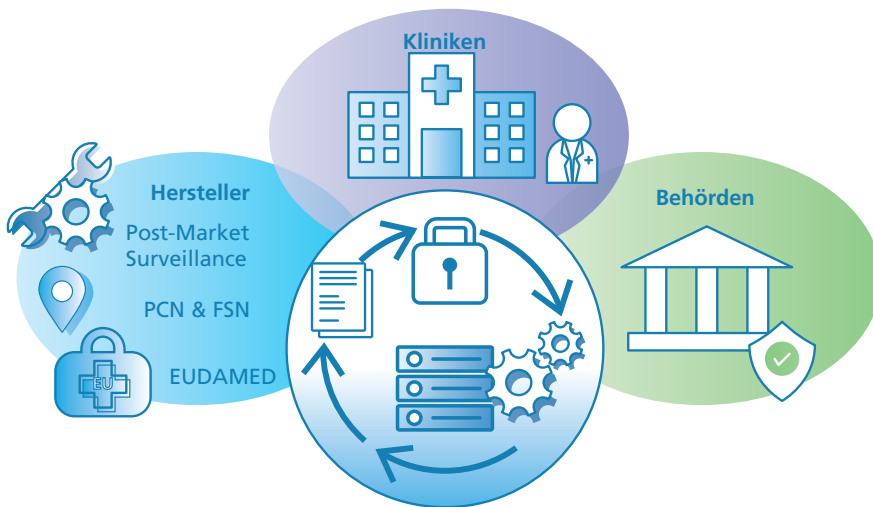 Kliniken
Hersteller
Post-Market
Surveillance
PCN & FSN
EUDAMED
EU
Behörden